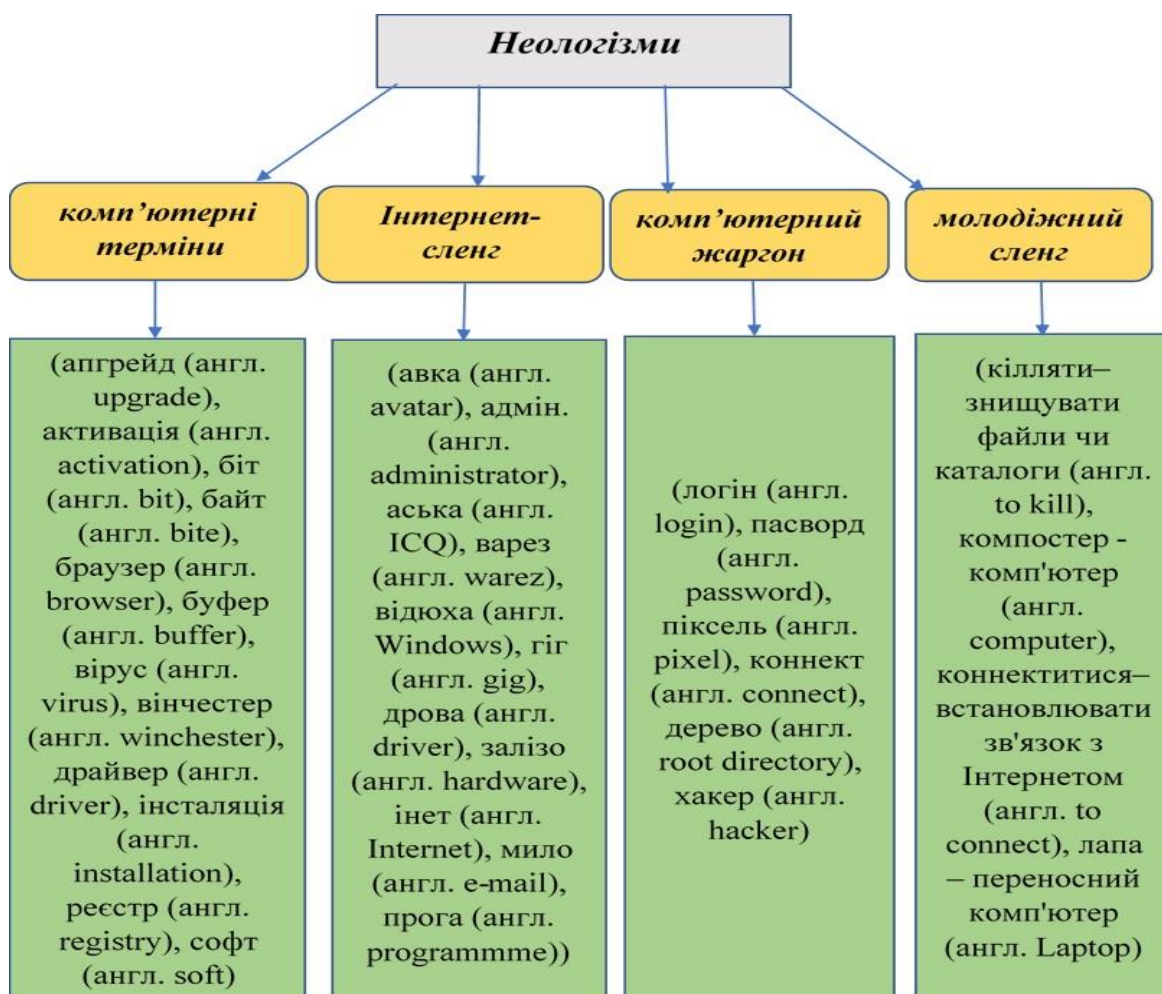 Неологізми
комп’ютерні
терміни
Інтернет-
сленг
комп’ютерний
жаргон
молодіжний
сленг
(апгрейд (англ.
upgrade),
активація (англ.
activation), біт
(англ. bit), байт
(англ. bite),
браузер (англ.
browser), буфер
(англ. buffer),
вірус (англ.
virus), вінчестер
(англ. winchester),
драйвер (англ.
driver), інсталяція
(англ.
installation),
реєстр (англ.
registry), софт
(англ. soft)
(авка (англ.
avatar), адмін.
(англ.
administrator),
аська (англ.
ICQ), варез
(англ. warez),
відюха (англ.
Windows), гіг
(англ. gig),
дрова (англ.
driver), залізо
(англ. hardware),
інет (англ.
Internet), мило
(англ. e-mail),
прога (англ.
programmme))
(логін (англ.
login), пасворд
(англ.
password),
піксель (англ.
pixel), коннект
(англ. connect),
дерево (англ.
root directory),
хакер (англ.
hacker)
(кілляти–
знищувати
файли чи
каталоги (англ.
to kill),
компостер -
комп'ютер
(англ.
computer),
коннектитися–
встановлювати
зв'язок з
Інтернетом
(англ. to
connect), лапа
– переносний
комп'ютер
(англ. Laptop)